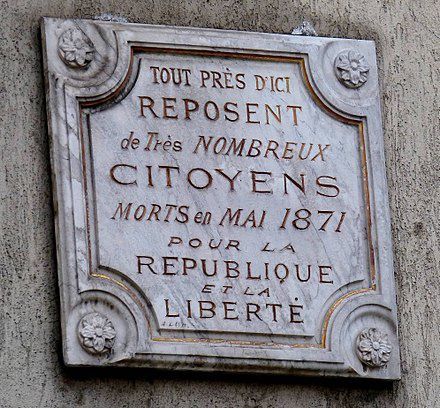 TOUT PRÈS D'ICI
REPOSENT
de Très NOMBREUX
CITOYENS
MORTS en MAI 1871
POUR LA
RÉPUBLIQUE
ET LA
LIBERTÉ